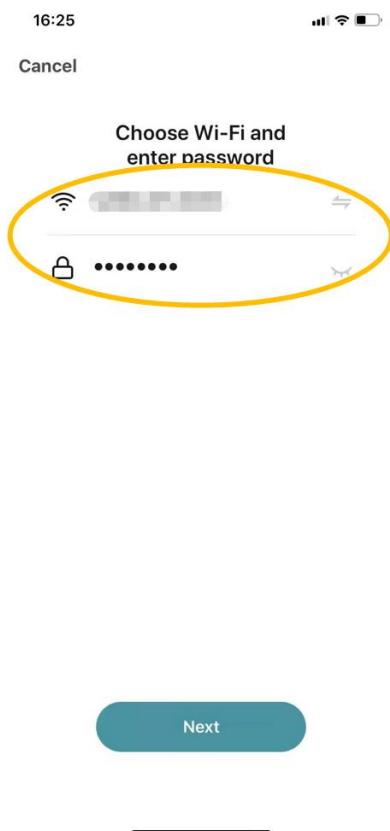 16:25
Cancel
Choose Wi-Fi and
enter password
••••••••
Next